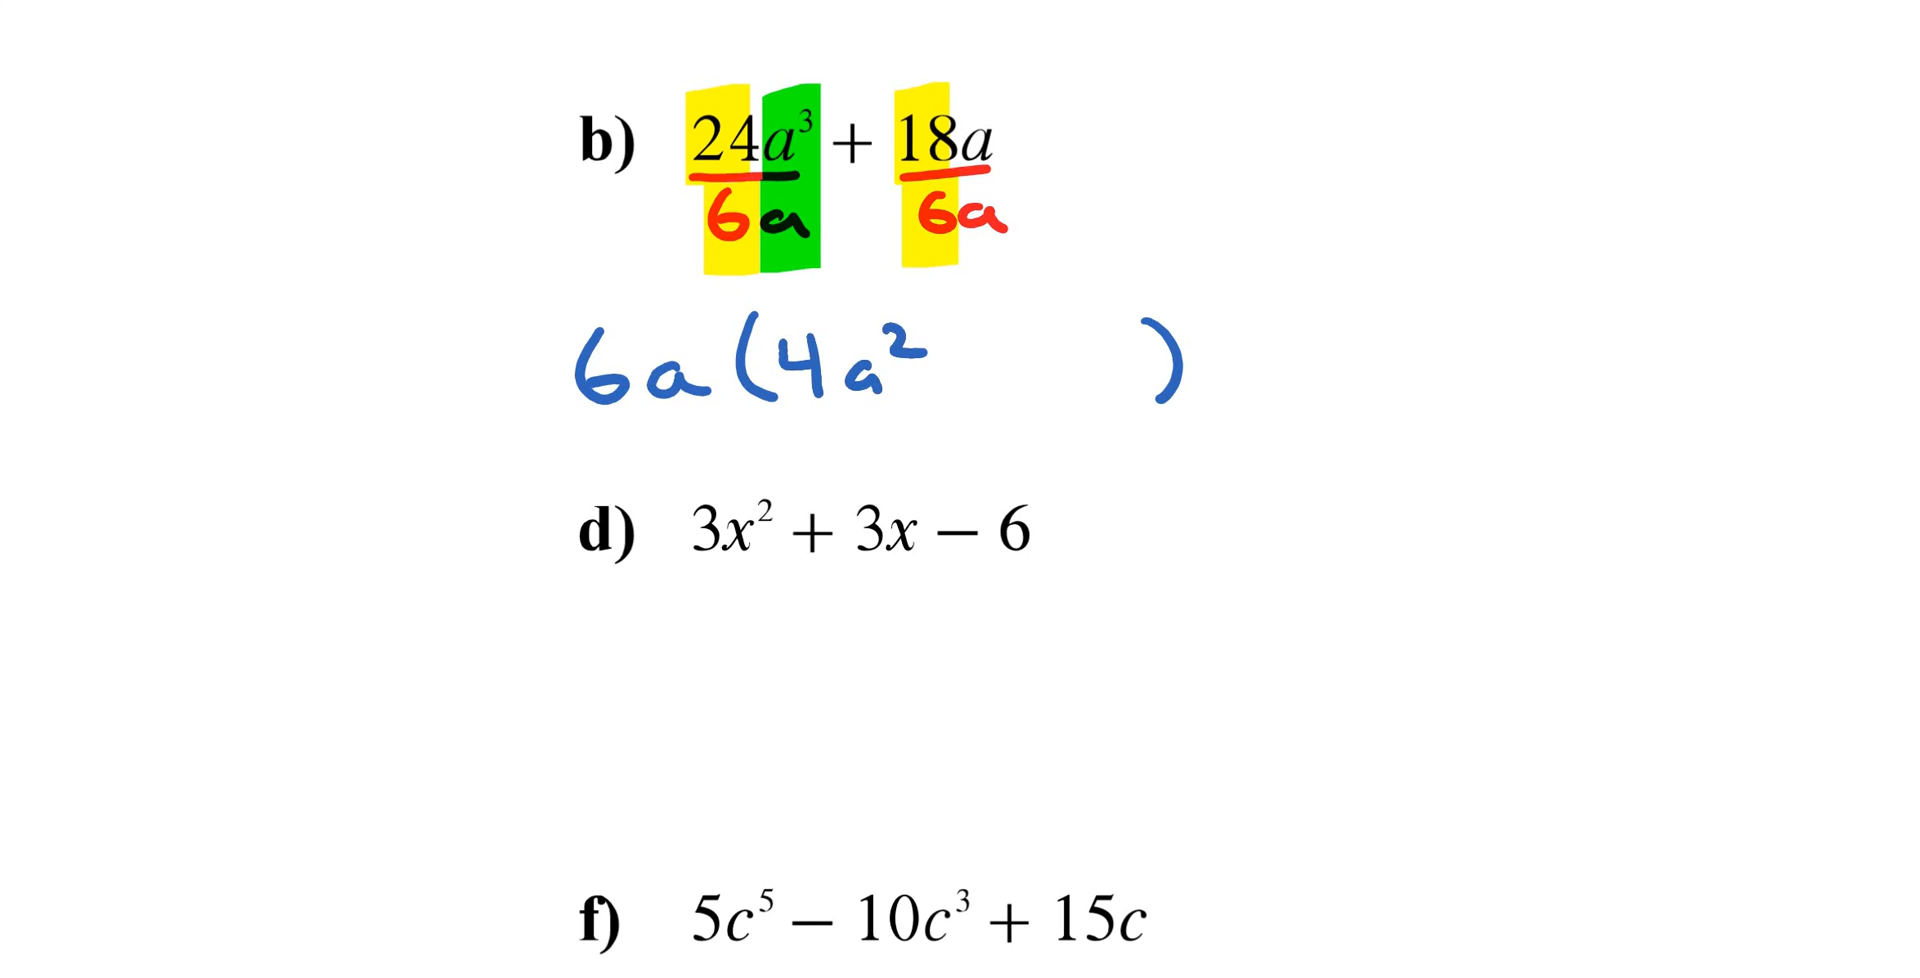 b) 24a³ + 18a
6a 6a
6a(4a² )
d) 3x² + 3x − 6
f) 5c⁵ − 10c³ + 15c